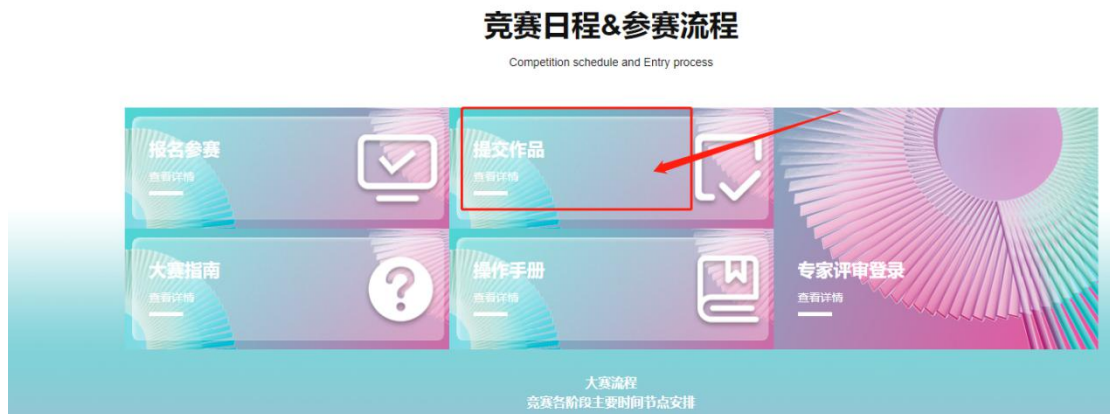 竞赛日程&参赛流程
Competition schedule and Entry process
报名参赛
查看详情
提交作品
查看详情
大赛指南
查看详情
操作手册
查看详情
专家评审登录
查看详情
大赛流程
竞赛各阶段主要时间节点安排